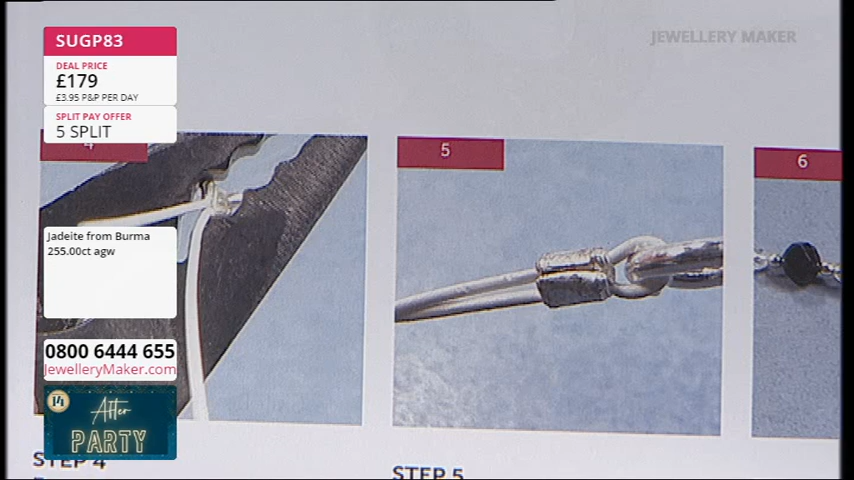 SUGP83
DEAL PRICE
£179
£3.95 P&P PER DAY
SPLIT PAY OFFER
5 SPLIT
JEWELLERY MAKER
4
5
6
Jadeite from Burma
255.00ct agw
0800 6444 655
JewelleryMaker.com
After
PARTY
STEP 4
STEP 5